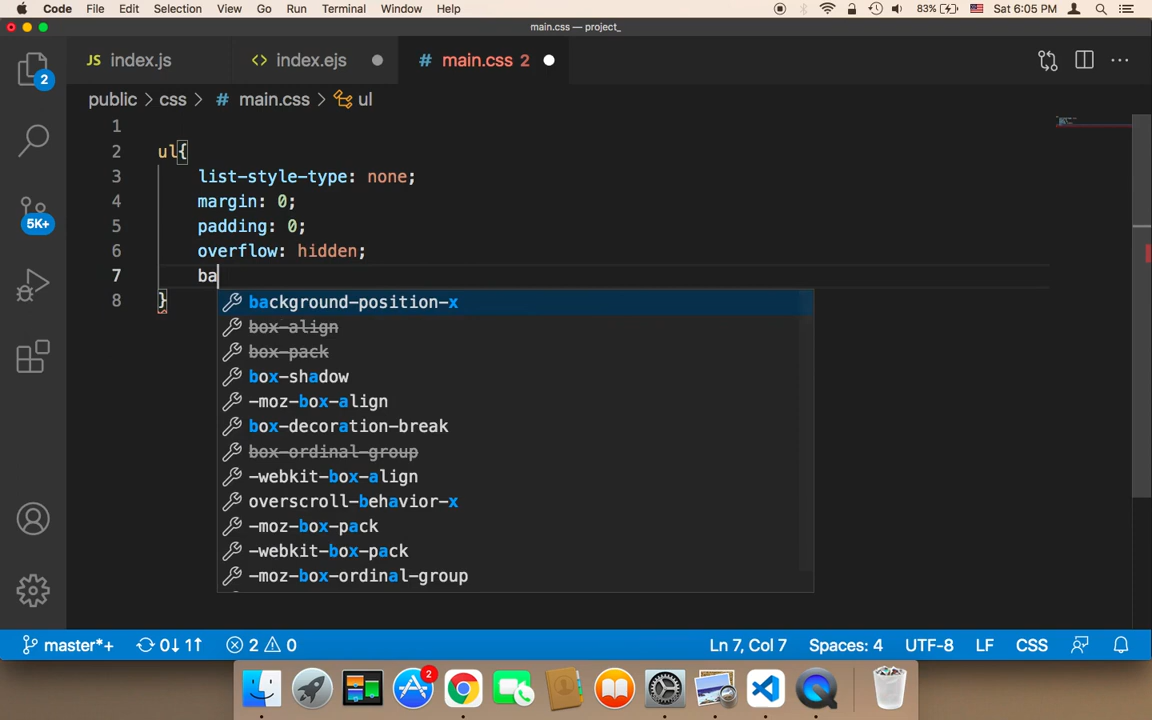 Code File Edit Selection View Go Run Terminal Window Help 83% Sat 6:05 PM
main.css — project_
JS index.js <> index.ejs # main.css 2
public > css > # main.css > ul
2
5K+
1
2 ul{
3 list-style-type: none;
4 margin: 0;
5 padding: 0;
6 overflow: hidden;
7 ba
8 }
background-position-x
box-align
box-pack
box-shadow
-moz-box-align
box-decoration-break
box-ordinal-group
-webkit-box-align
overscroll-behavior-x
-moz-box-pack
-webkit-box-pack
-moz-box-ordinal-group
master*+ 0↓ 1↑ 2 0 Ln 7, Col 7 Spaces: 4 UTF-8 LF CSS
2